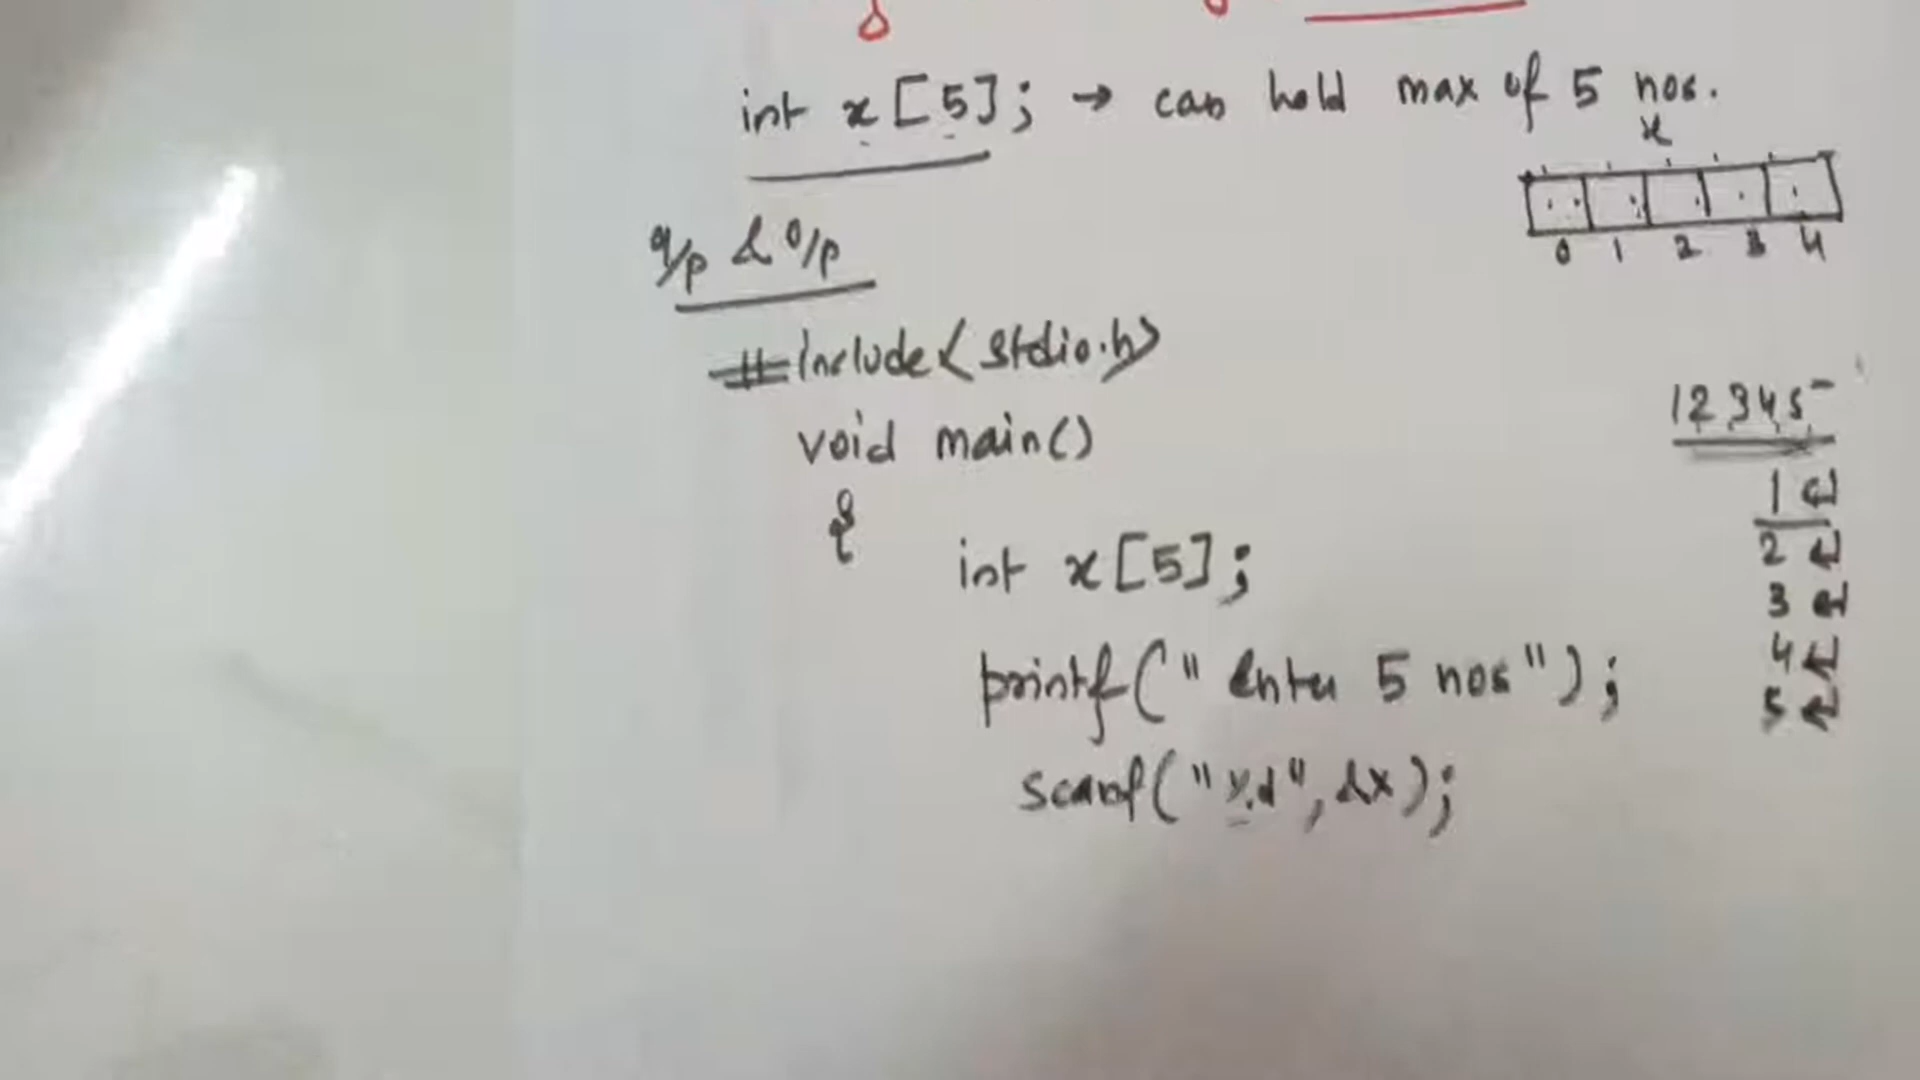 int x[5]; → can hold max of 5 nos.
x
0 1 2 3 4
i/p & o/p
#include<stdio.h>
void main()
{
int x[5];
printf("Enter 5 nos");
scanf("%d",&x);
12345
1 ↵
2 ↵
3 ↵
4 ↵
5 ↵